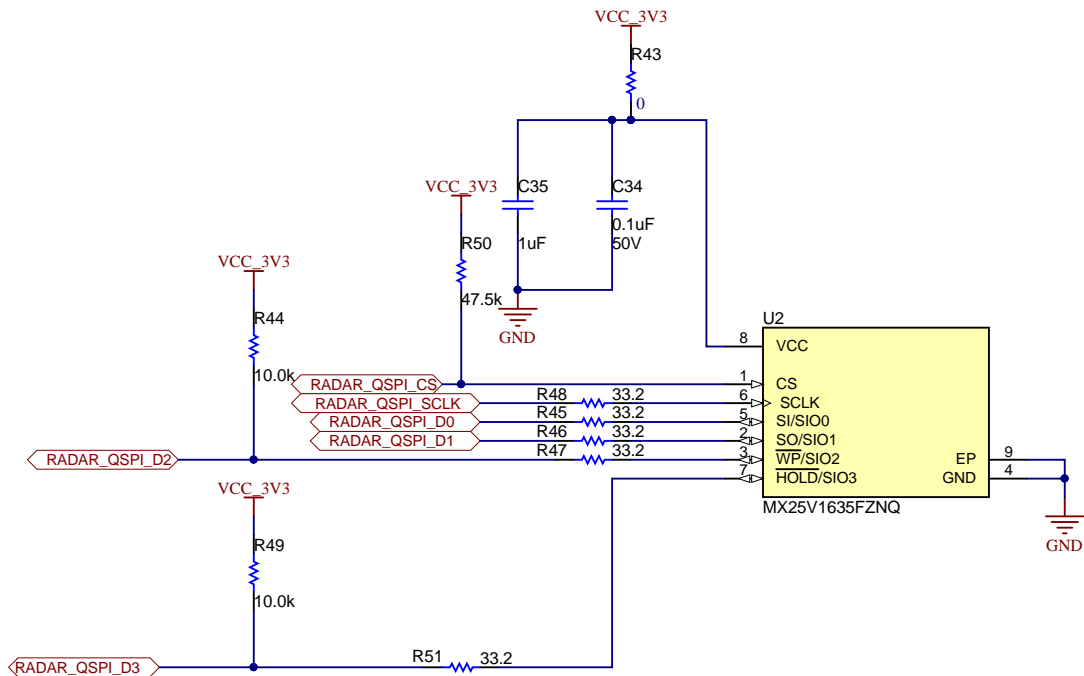 VCC_3V3
R43
0
VCC_3V3
C35
C34
0.1uF
50V
1uF
R50
47.5k
VCC_3V3
R44
10.0k
GND
U2
8
VCC
RADAR_QSPI_CS
1
CS
RADAR_QSPI_SCLK
R48
33.2
6
SCLK
RADAR_QSPI_D0
R45
33.2
5
SI/SIO0
RADAR_QSPI_D1
R46
33.2
2
SO/SIO1
RADAR_QSPI_D2
R47
33.2
3
WP/SIO2
EP
9
7
HOLD/SIO3
GND
4
MX25V1635FZNQ
GND
VCC_3V3
R49
10.0k
RADAR_QSPI_D3
R51
33.2